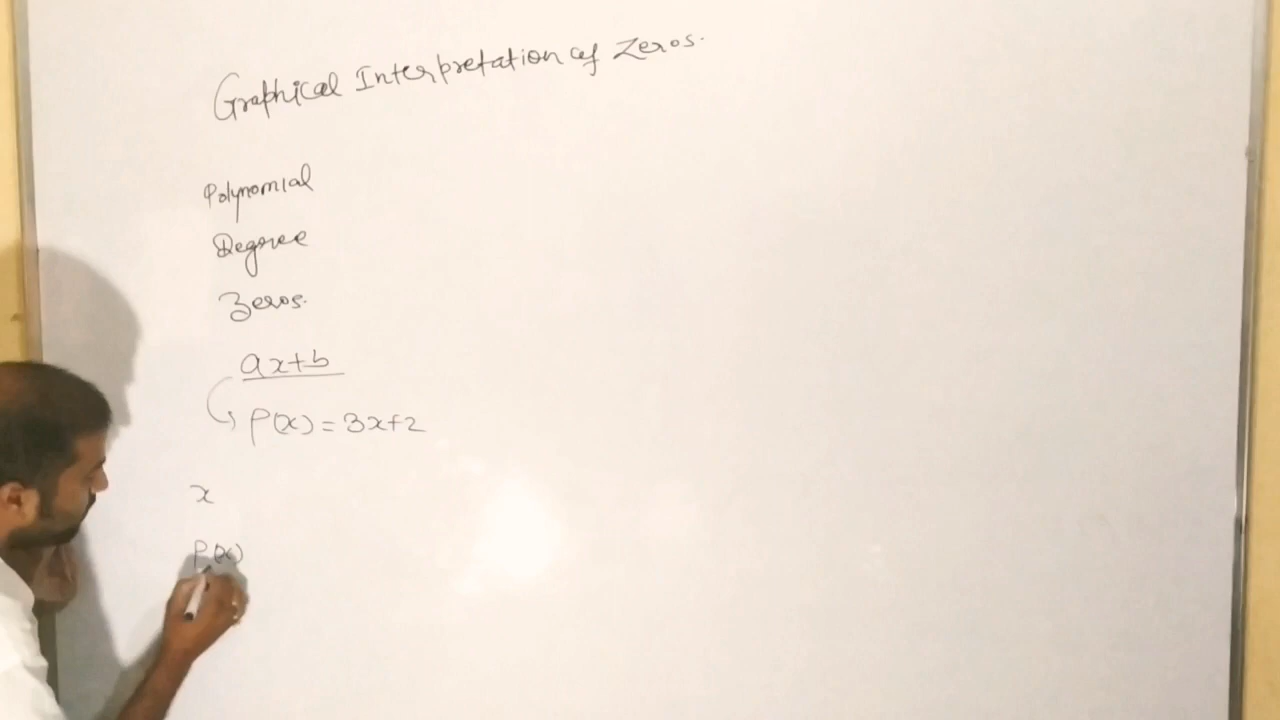 Graphical Interpretation of Zeros.
Polynomial
Degree
Zeros.
ax+b
P(x) = 3x+2
x
P(x)